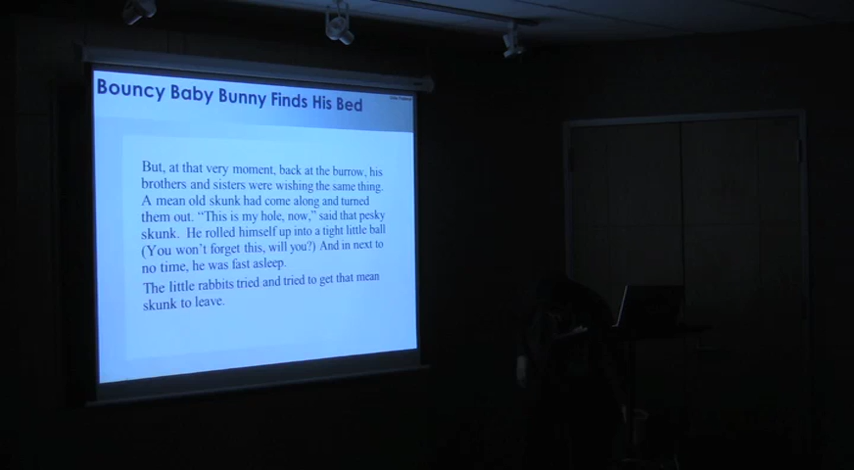 Bouncy Baby Bunny Finds His Bed
But, at that very moment, back at the burrow, his
brothers and sisters were wishing the same thing.
A mean old skunk had come along and turned
them out. “This is my hole, now,” said that pesky
skunk. He rolled himself up into a tight little ball
(You won’t forget this, will you?) And in next to
no time, he was fast asleep.
The little rabbits tried and tried to get that mean
skunk to leave.